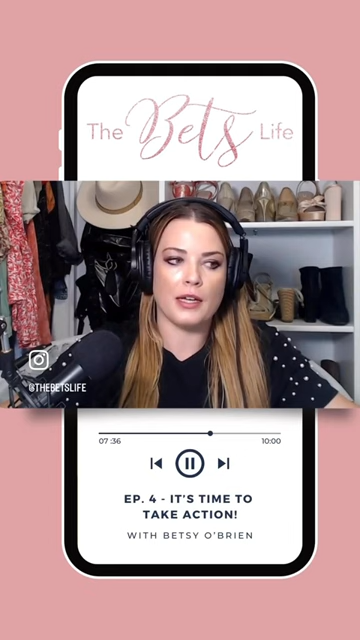 The Bets Life
@THEBETSLIFE
07:36 10:00
EP. 4 - IT'S TIME TO
TAKE ACTION!
WITH BETSY O'BRIEN